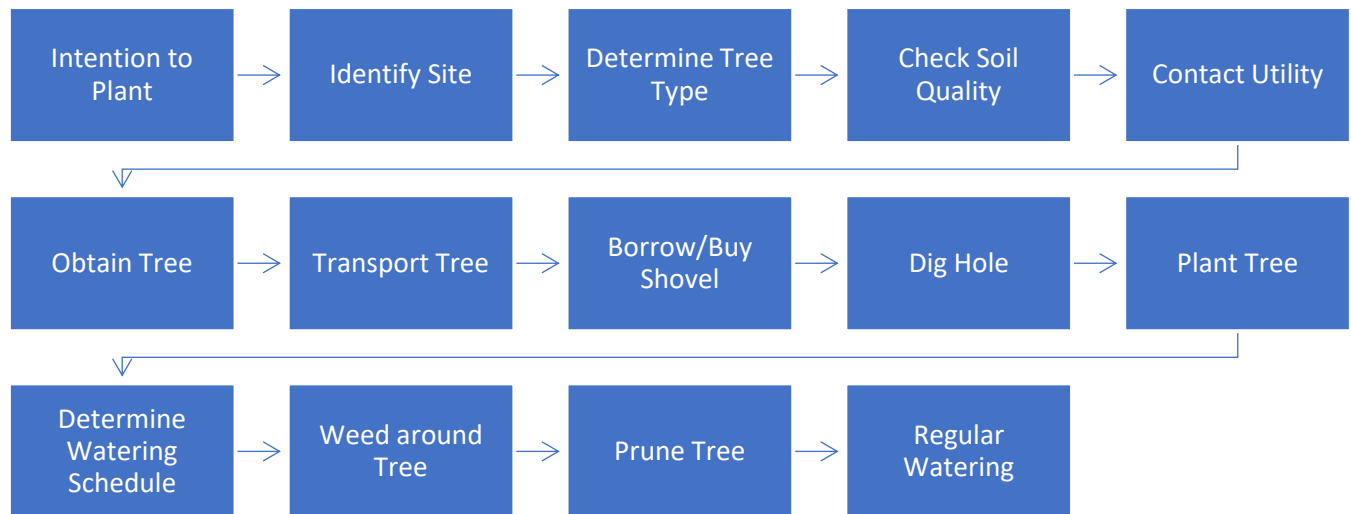 Intention to
Plant
Identify Site
Determine Tree
Type
Check Soil
Quality
Contact Utility
Obtain Tree
Transport Tree
Borrow/Buy
Shovel
Dig Hole
Plant Tree
Determine
Watering
Schedule
Weed around
Tree
Prune Tree
Regular
Watering